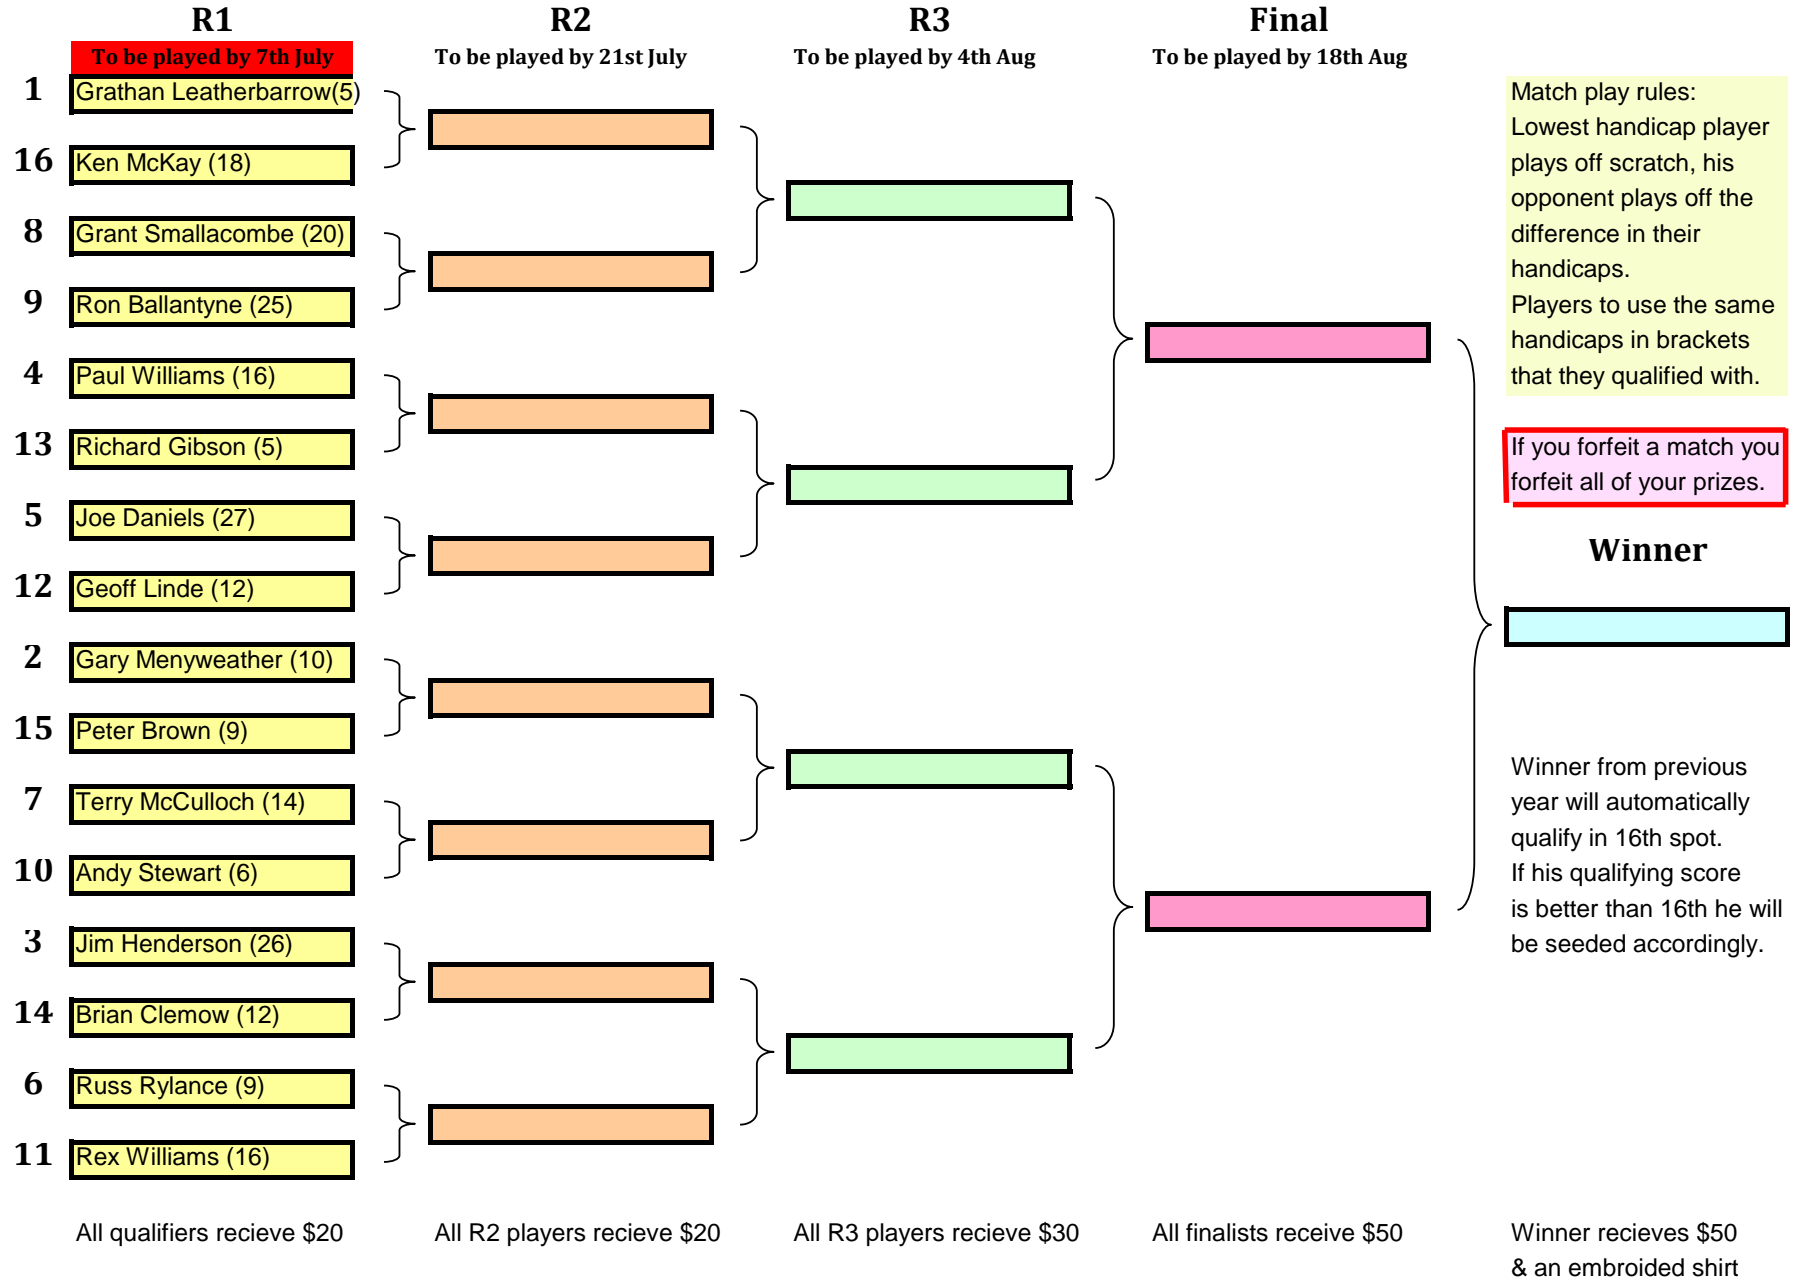 R1
R2
R3
Final
To be played by 7th July
To be played by 21st July
To be played by 4th Aug
To be played by 18th Aug
1 Grathan Leatherbarrow(5)
16 Ken McKay (18)
8 Grant Smallacombe (20)
9 Ron Ballantyne (25)
4 Paul Williams (16)
13 Richard Gibson (5)
5 Joe Daniels (27)
12 Geoff Linde (12)
2 Gary Menyweather (10)
15 Peter Brown (9)
7 Terry McCulloch (14)
10 Andy Stewart (6)
3 Jim Henderson (26)
14 Brian Clemow (12)
6 Russ Rylance (9)
11 Rex Williams (16)
Match play rules:
Lowest handicap player
plays off scratch, his
opponent plays off the
difference in their
handicaps.
Players to use the same
handicaps in brackets
that they qualified with.
If you forfeit a match you
forfeit all of your prizes.
Winner
Winner from previous
year will automatically
qualify in 16th spot.
If his qualifying score
is better than 16th he will
be seeded accordingly.
All qualifiers recieve $20
All R2 players recieve $20
All R3 players recieve $30
All finalists receive $50
Winner recieves $50
& an embroided shirt